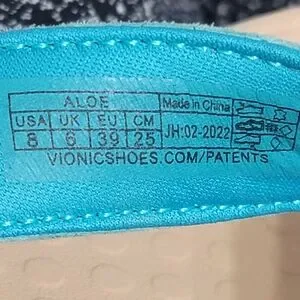 ALOE Made in China
USA UK EU CM
8 6 39 25 JH:02-2022
VIONICSHOES.COM/PATENTS